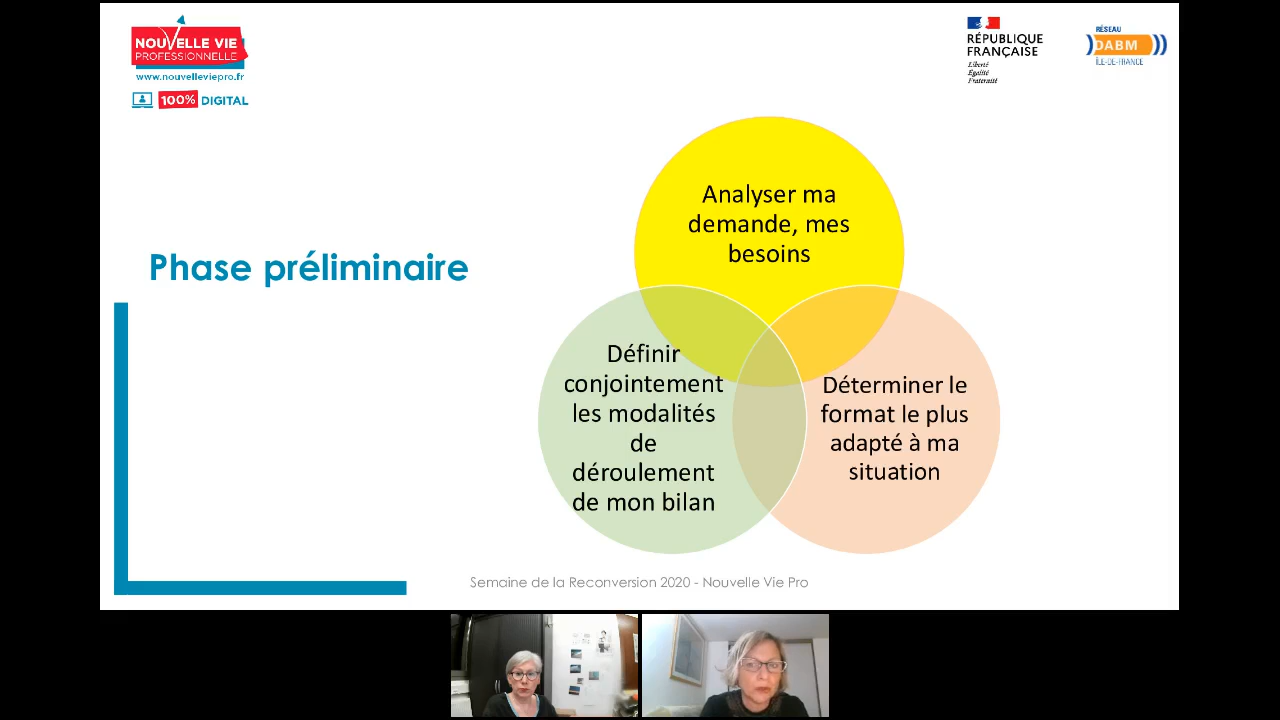 NOUVELLE VIE
PROFESSIONNELLE
www.nouvelleviepro.fr
100% DIGITAL
RÉPUBLIQUE
FRANÇAISE
Liberté
Égalité
Fraternité
RÉSEAU
DABM
ÎLE-DE-FRANCE
Phase préliminaire
Analyser ma
demande, mes
besoins
Définir
conjointement
les modalités
de
déroulement
de mon bilan
Déterminer le
format le plus
adapté à ma
situation
Semaine de la Reconversion 2020 - Nouvelle Vie Pro